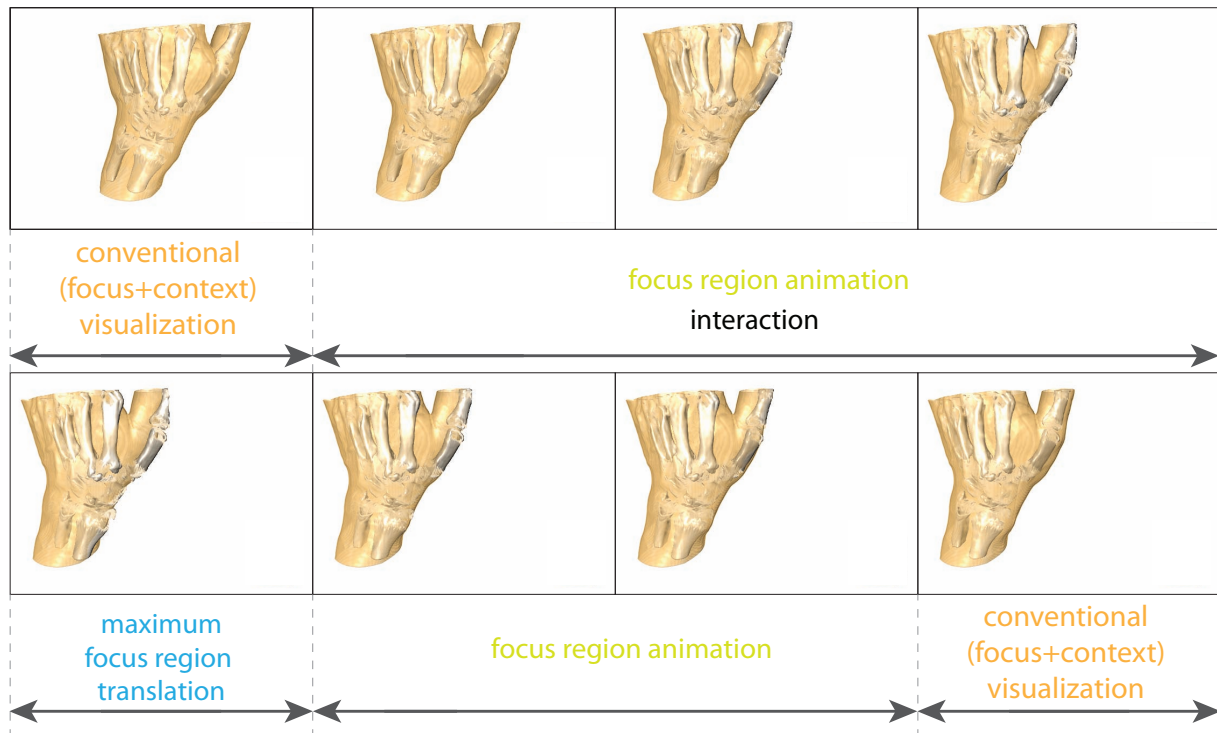 conventional
(focus+context)
visualization
focus region animation
interaction
maximum
focus region
translation
focus region animation
conventional
(focus+context)
visualization